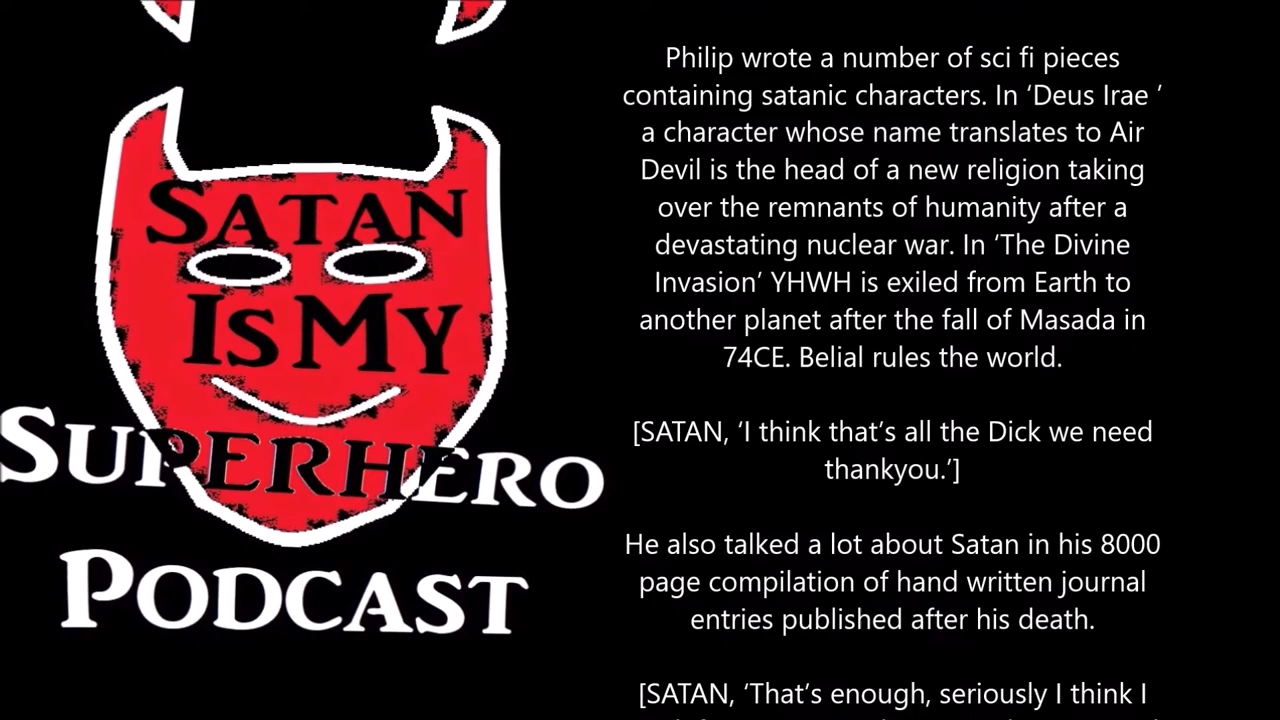 SATAN
IS MY
SUPERHERO
PODCAST
Philip wrote a number of sci fi pieces
containing satanic characters. In ‘Deus Irae ’
a character whose name translates to Air
Devil is the head of a new religion taking
over the remnants of humanity after a
devastating nuclear war. In ‘The Divine
Invasion’ YHWH is exiled from Earth to
another planet after the fall of Masada in
74CE. Belial rules the world.
[SATAN, ‘I think that’s all the Dick we need
thankyou.’]
He also talked a lot about Satan in his 8000
page compilation of hand written journal
entries published after his death.
[SATAN, ‘That’s enough, seriously I think I